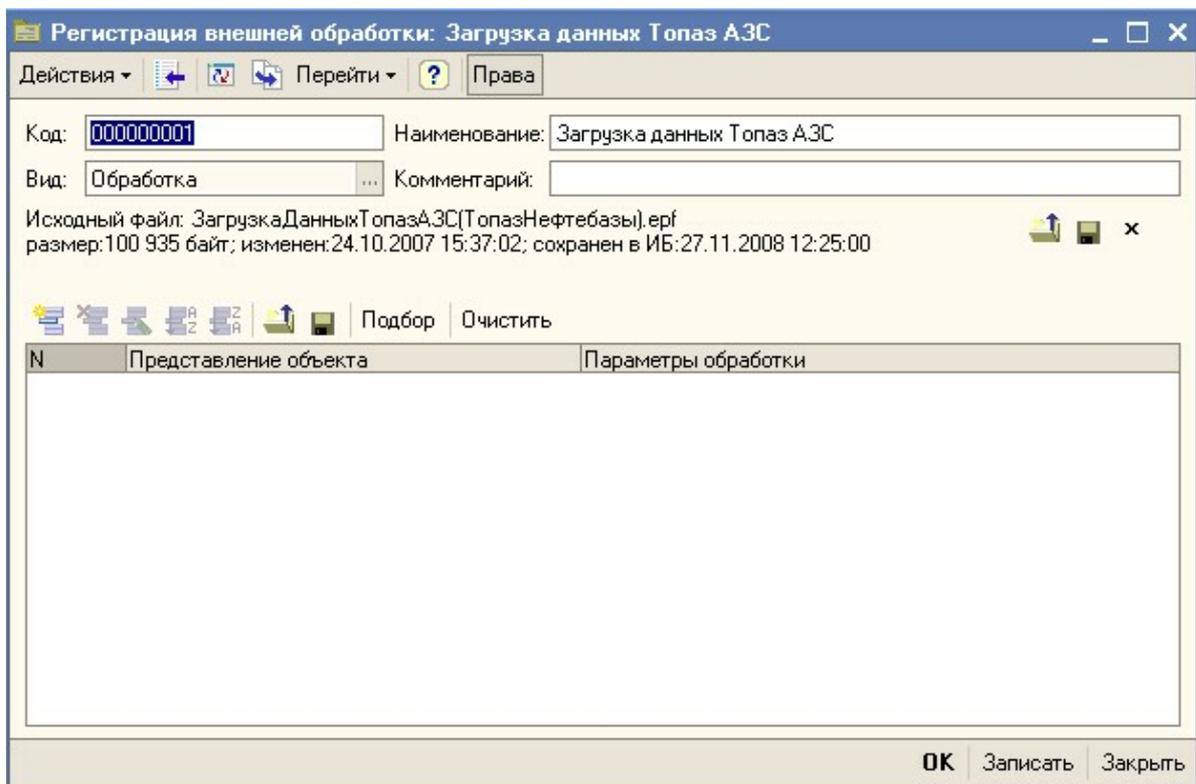 Регистрация внешней обработки: Загрузка данных Топаз АЗС
Действия Перейти ? Права
Код: 000000001 Наименование: Загрузка данных Топаз АЗС
Вид: Обработка ... Комментарий:
Исходный файл: ЗагрузкаДанныхТопазАЗС(ТопазНефтебазы).epf
размер:100 935 байт; изменен:24.10.2007 15:37:02; сохранен в ИБ:27.11.2008 12:25:00
Подбор Очистить
N Представление объекта Параметры обработки
OK Записать Закрыть